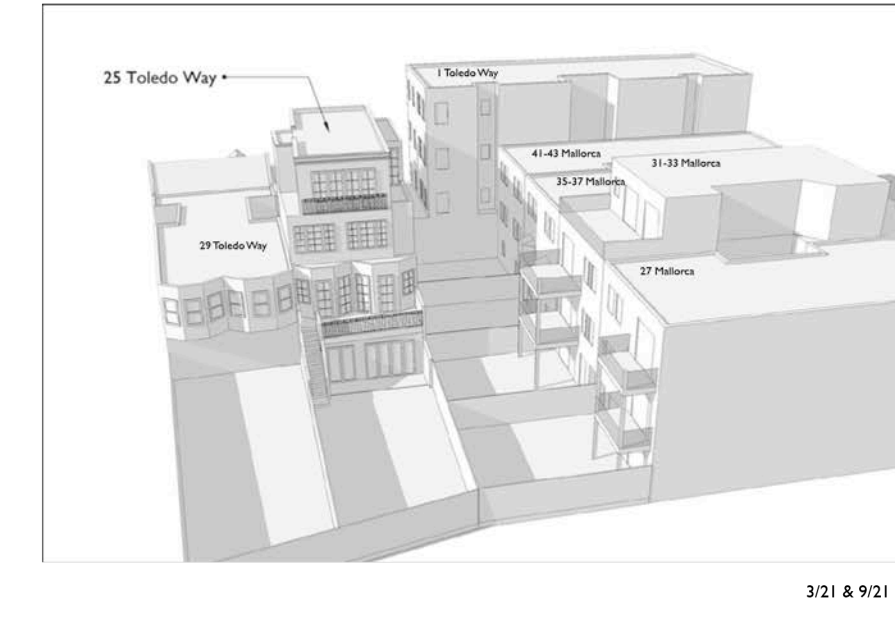 25 Toledo Way
1 Toledo Way
41-43 Mallorca
31-33 Mallorca
35-37 Mallorca
29 Toledo Way
27 Mallorca
3/21 & 9/21